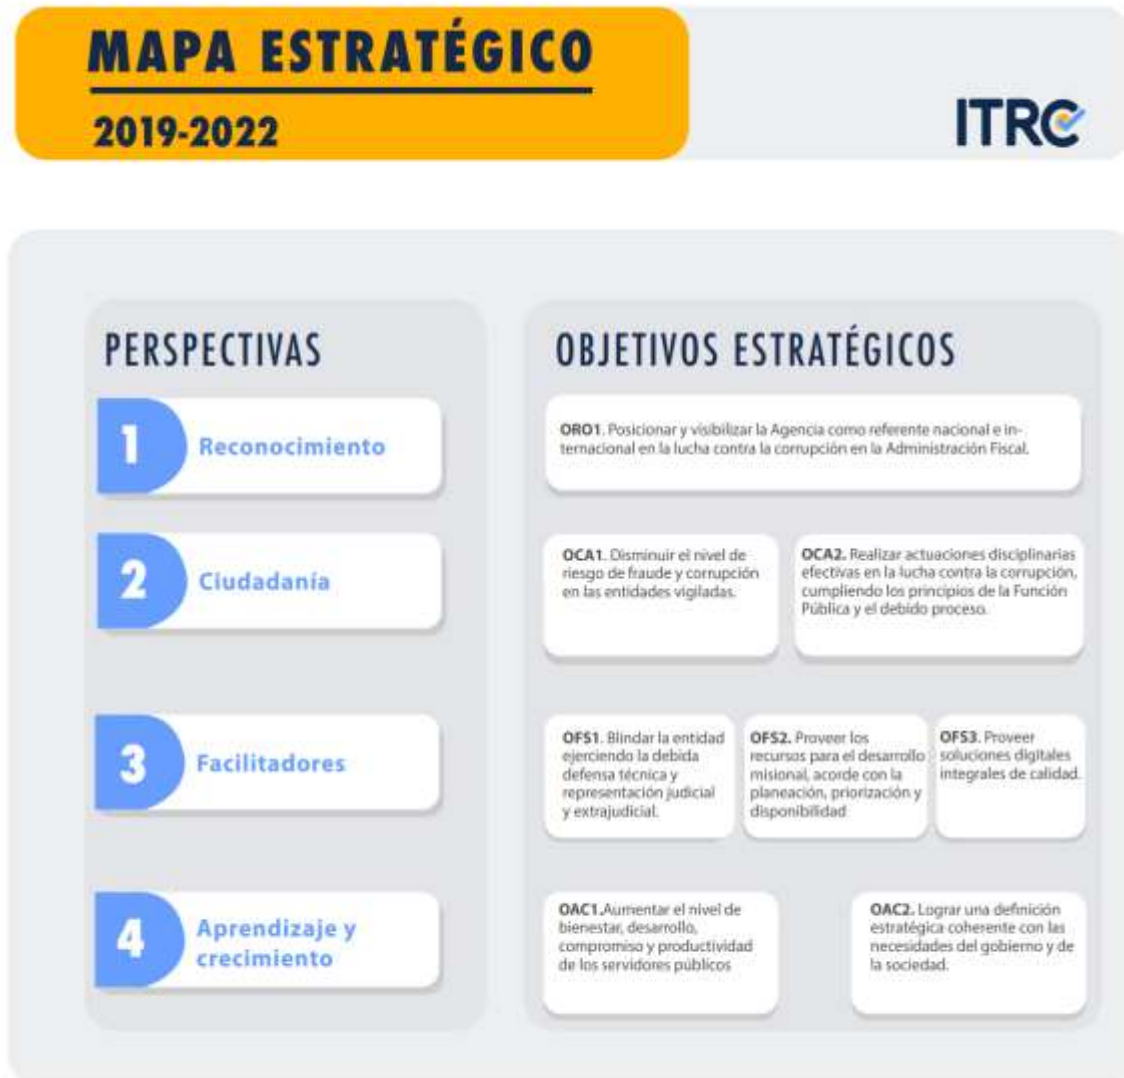 MAPA ESTRATÉGICO
2019-2022
ITRC
PERSPECTIVAS
OBJETIVOS ESTRATÉGICOS
1
Reconocimiento
ORO1. Posicionar y visibilizar la Agencia como referente nacional e in-
ternacional en la lucha contra la corrupción en la Administración Fiscal.
2
Ciudadanía
OCA1. Disminuir el nivel de
riesgo de fraude y corrupción
en las entidades vigiladas.
OCA2. Realizar actuaciones disciplinarias
efectivas en la lucha contra la corrupción,
cumpliendo los principios de la Función
Pública y el debido proceso.
3
Facilitadores
OFS1. Blindar la entidad
ejerciendo la debida
defensa técnica y
representación judicial
y extrajudicial.
OFS2. Proveer los
recursos para el desarrollo
misional, acorde con la
planeación, priorización y
disponibilidad
OFS3. Proveer
soluciones digitales
integrales de calidad.
4
Aprendizaje y
crecimiento
OAC1.Aumentar el nivel de
bienestar, desarrollo,
compromiso y productividad
de los servidores públicos
OAC2. Lograr una definición
estratégica coherente con las
necesidades del gobierno y de
la sociedad.